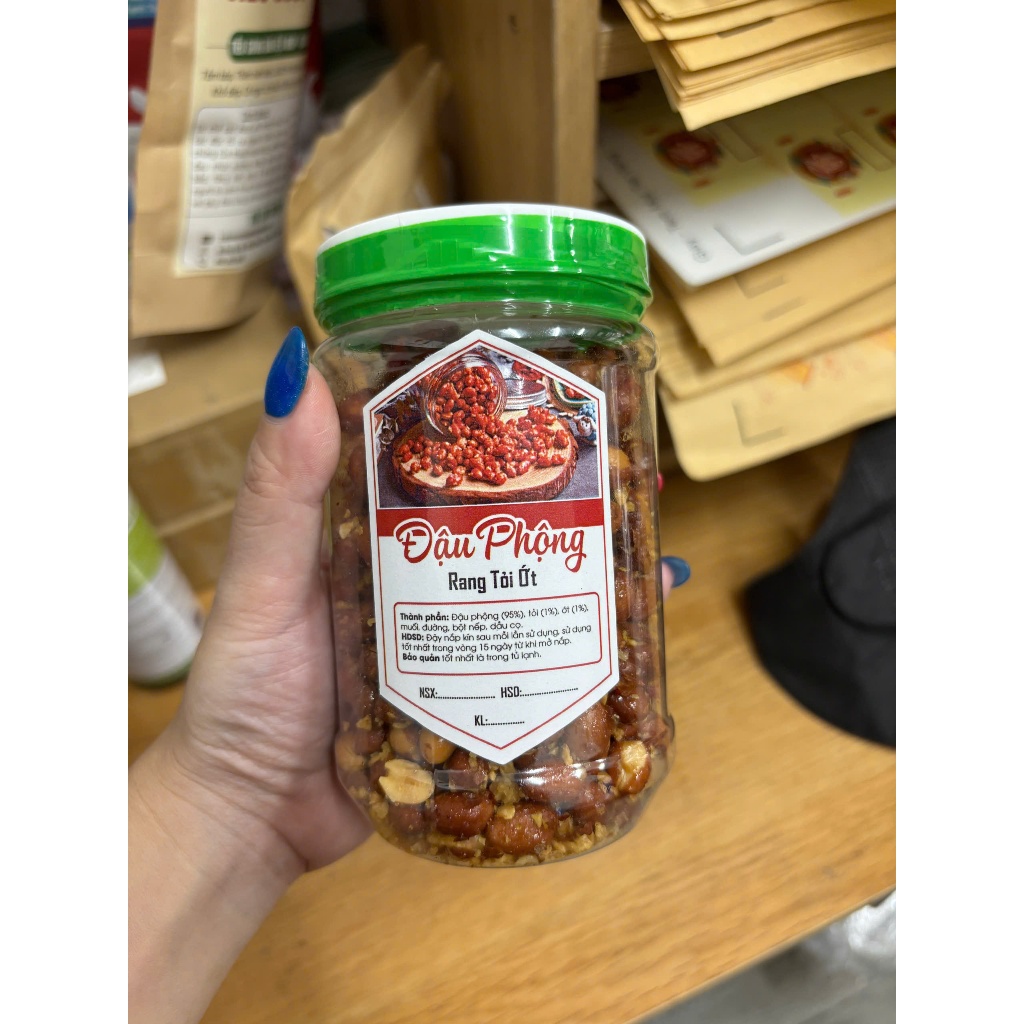 Đậu Phộng
Rang Tỏi Ớt
Thành phần: Đậu phộng (95%), tỏi (1%), ớt (1%),
muối, đường, bột nếp, dầu cọ.
HDSD: Đậy nắp kín sau mỗi lần sử dụng, sử dụng
tốt nhất trong vòng 15 ngày từ khi mở nắp.
Bảo quản tốt nhất là trong tủ lạnh.
NSX:........................ HSD:........................
KL:...............